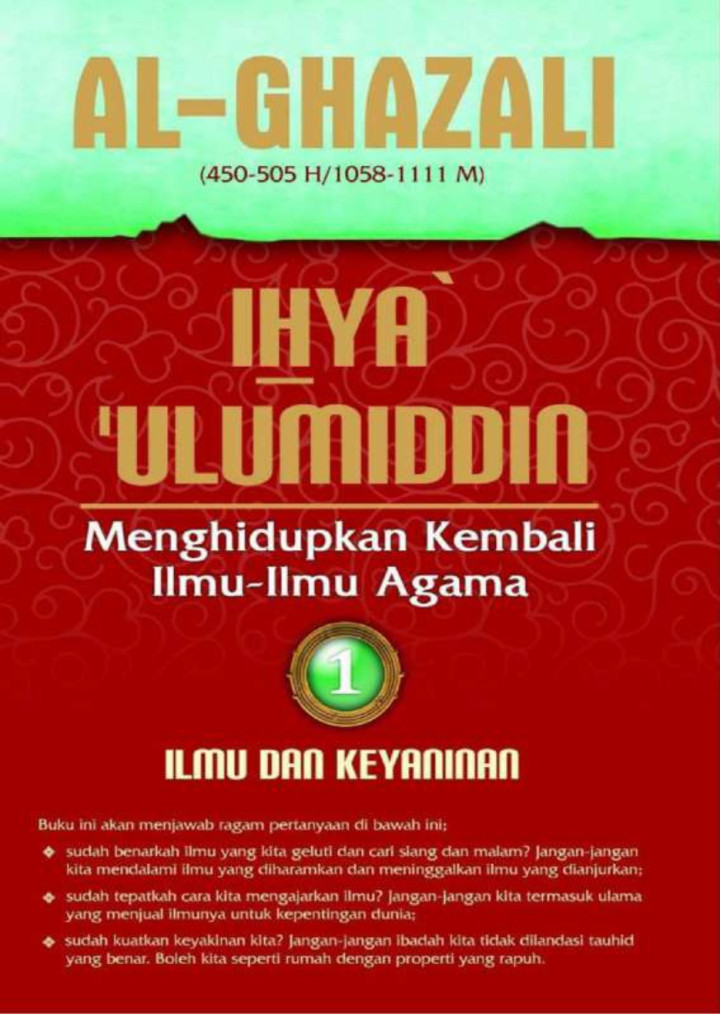 AL-GHAZALI
(450-505 H/1058-1111 M)
IHYA`
'ULUMIDDIN
Menghidupkan Kembali
Ilmu-Ilmu Agama
1
ILMU DAN KEYANINAN
Buku ini akan menjawab ragam pertanyaan di bawah ini;
❖ sudah benarkah ilmu yang kita geluti dan cari siang dan malam? Jangan-jangan
kita mendalami ilmu yang diharamkan dan meninggalkan ilmu yang dianjurkan;
❖ sudah tepatkah cara kita mengajarkan ilmu? Jangan-jangan kita termasuk ulama
yang menjual ilmunya untuk kepentingan dunia;
❖ sudah kuatkan keyakinan kita? Jangan-jangan ibadah kita tidak dilandasi tauhid
yang benar. Boleh kita seperti rumah dengan properti yang rapuh.